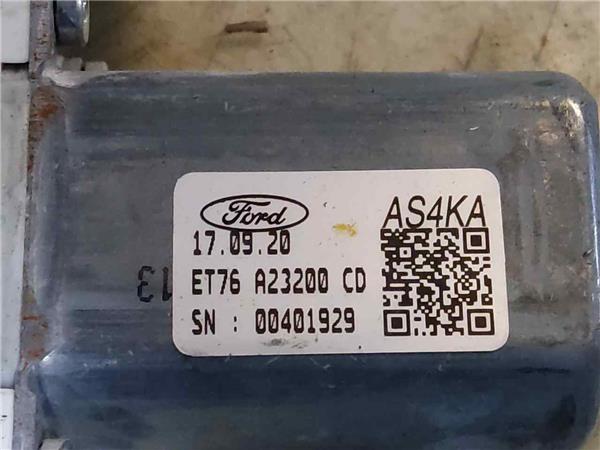 Ford
AS4KA
17.09.20
ET76 A23200 CD
SN : 00401929
13